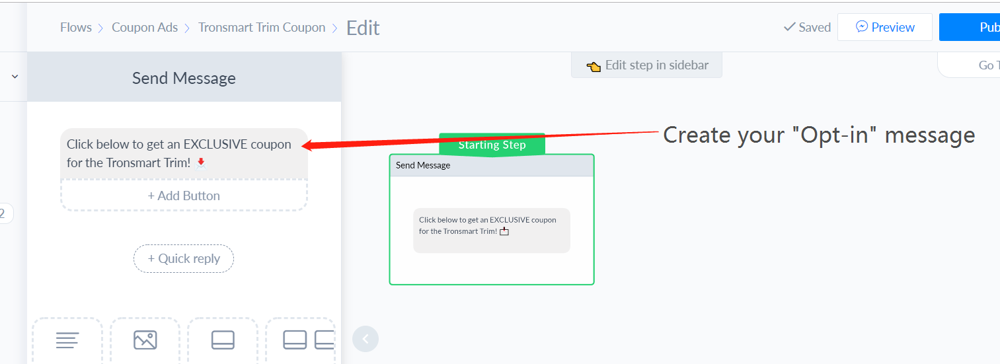 Flows > Coupon Ads > Tronsmart Trim Coupon > Edit
Saved
Preview
Pub
Edit step in sidebar
Go T
Send Message
Click below to get an EXCLUSIVE coupon
for the Tronsmart Trim!
+ Add Button
+ Quick reply
2
Create your "Opt-in" message
Starting Step
Send Message
Click below to get an EXCLUSIVE coupon
for the Tronsmart Trim!